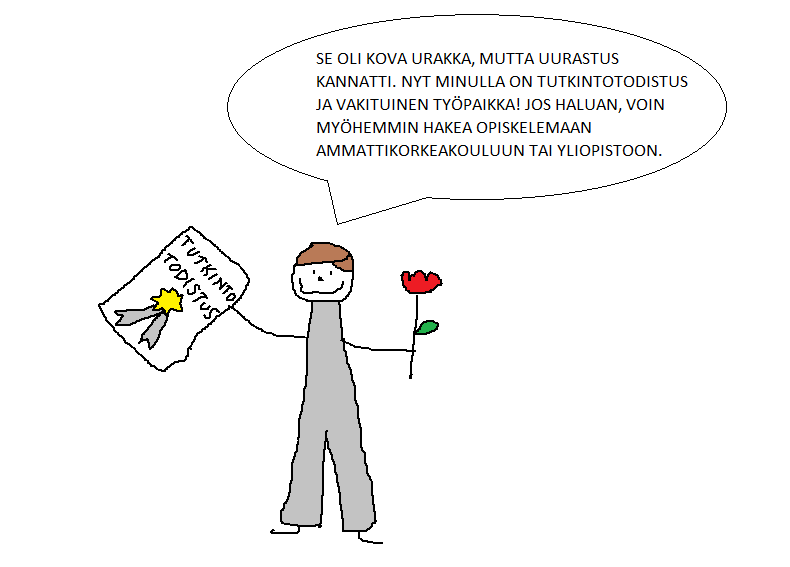 SE OLI KOVA URAKKA, MUTTA UURASTUS
KANNATTI. NYT MINULLA ON TUTKINTOTODISTUS
JA VAKITUINEN TYÖPAIKKA! JOS HALUAN, VOIN
MYÖHEMMIN HAKEA OPISKELEMAAN
AMMATTIKORKEAKOULUUN TAI YLIOPISTOON.
TUTKINTO
TODISTUS